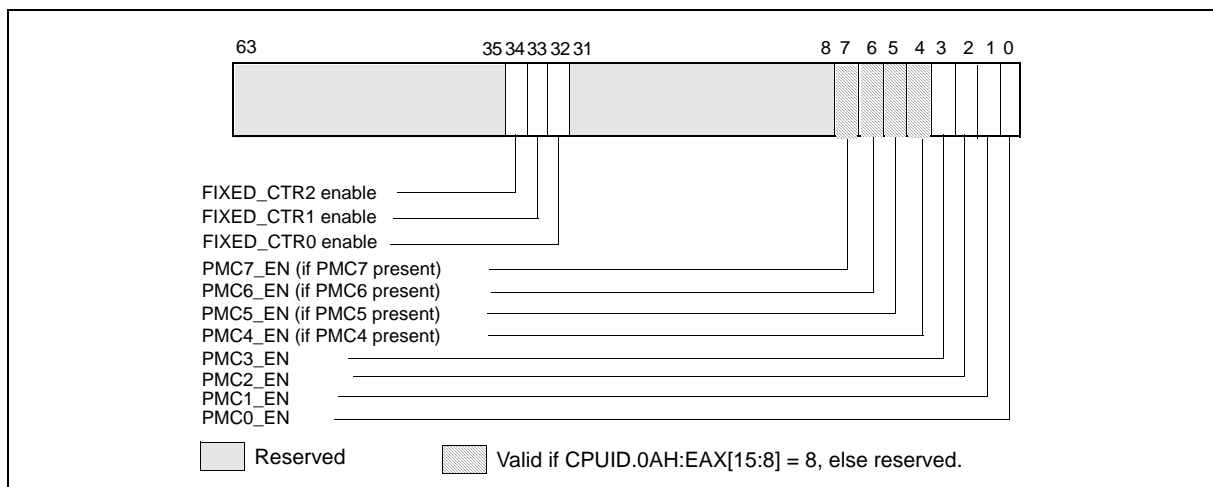 63 35 34 33 32 31 8 7 6 5 4 3 2 1 0
FIXED_CTR2 enable
FIXED_CTR1 enable
FIXED_CTR0 enable
PMC7_EN (if PMC7 present)
PMC6_EN (if PMC6 present)
PMC5_EN (if PMC5 present)
PMC4_EN (if PMC4 present)
PMC3_EN
PMC2_EN
PMC1_EN
PMC0_EN
Reserved Valid if CPUID.0AH:EAX[15:8] = 8, else reserved.